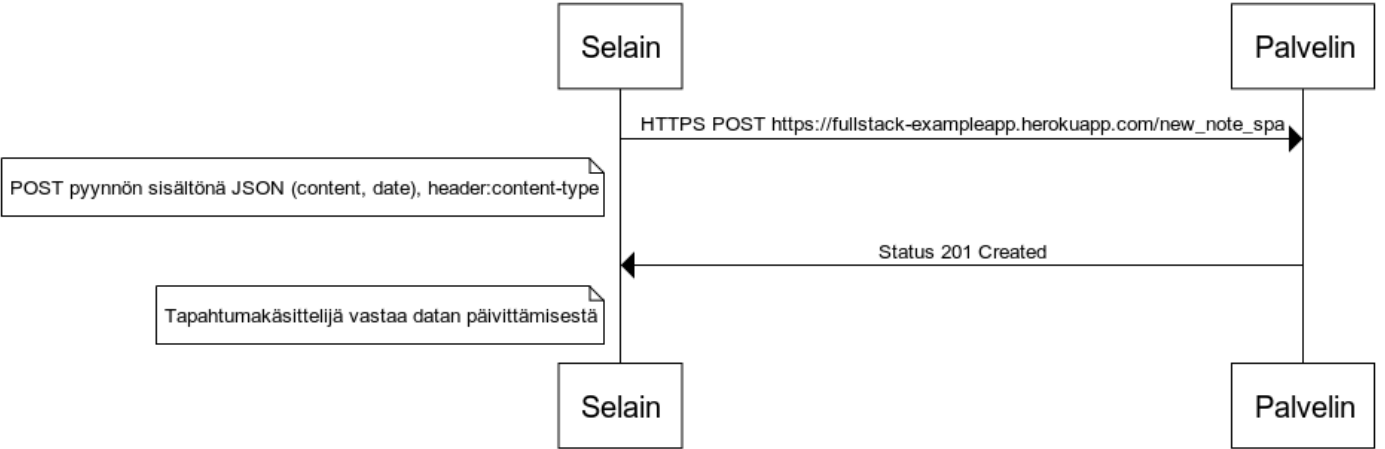 Selain
Palvelin
HTTPS POST https://fullstack-exampleapp.herokuapp.com/new_note_spa
POST pyynnön sisältönä JSON (content, date), header:content-type
Status 201 Created
Tapahtumakäsittelijä vastaa datan päivittämisestä
Selain
Palvelin